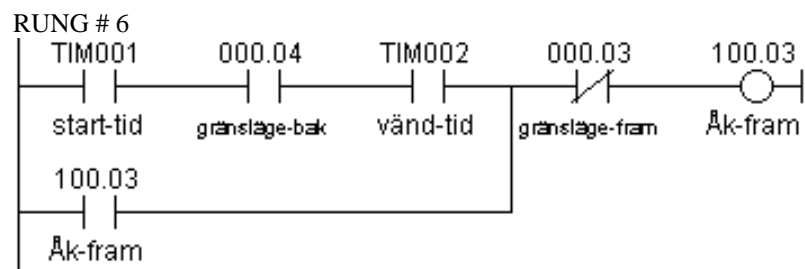 RUNG # 6
TIM001 000.04 TIM002 000.03 100.03
start-tid gränsläge-bak vänd-tid gränsläge-fram Åk-fram
100.03
Åk-fram